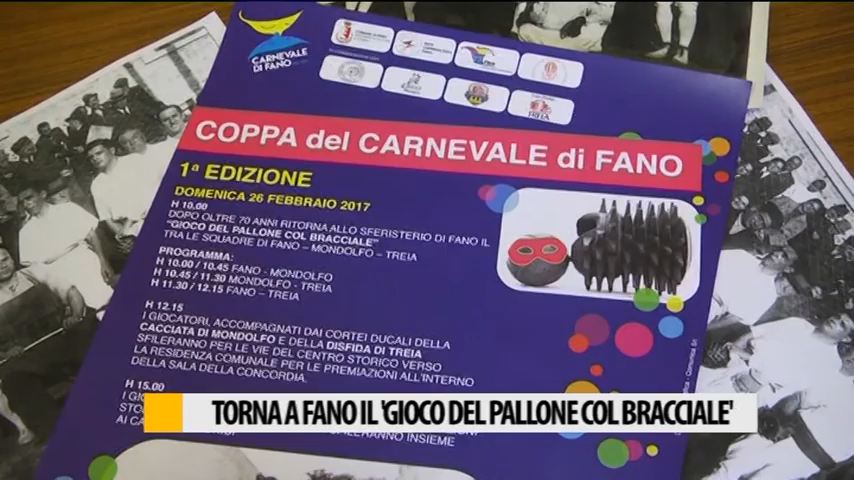 CARNEVALE
DI FANO
TREIA
COPPA del CARNEVALE di FANO
1ª EDIZIONE
DOMENICA 26 FEBBRAIO 2017
H 10.00
DOPO OLTRE 70 ANNI RITORNA ALLO SFERISTERIO DI FANO IL
"GIOCO DEL PALLONE COL BRACCIALE"
TRA LE SQUADRE DI FANO – MONDOLFO – TREIA
PROGRAMMA:
H 10.00 / 10.45 FANO - MONDOLFO
H 10.45 / 11.30 MONDOLFO - TREIA
H 11.30 / 12.15 FANO – TREIA
H 12.15
I GIOCATORI, ACCOMPAGNATI DAI CORTEI DUCALI DELLA
CACCIATA DI MONDOLFO E DELLA DISFIDA DI TREIA
SFILERANNO PER LE VIE DEL CENTRO STORICO VERSO
LA RESIDENZA COMUNALE PER LE PREMIAZIONI ALL'INTERNO
DELLA SALA DELLA CONCORDIA.
H 15.00
SFILERANNO INSIEME
TORNA A FANO IL 'GIOCO DEL PALLONE COL BRACCIALE'